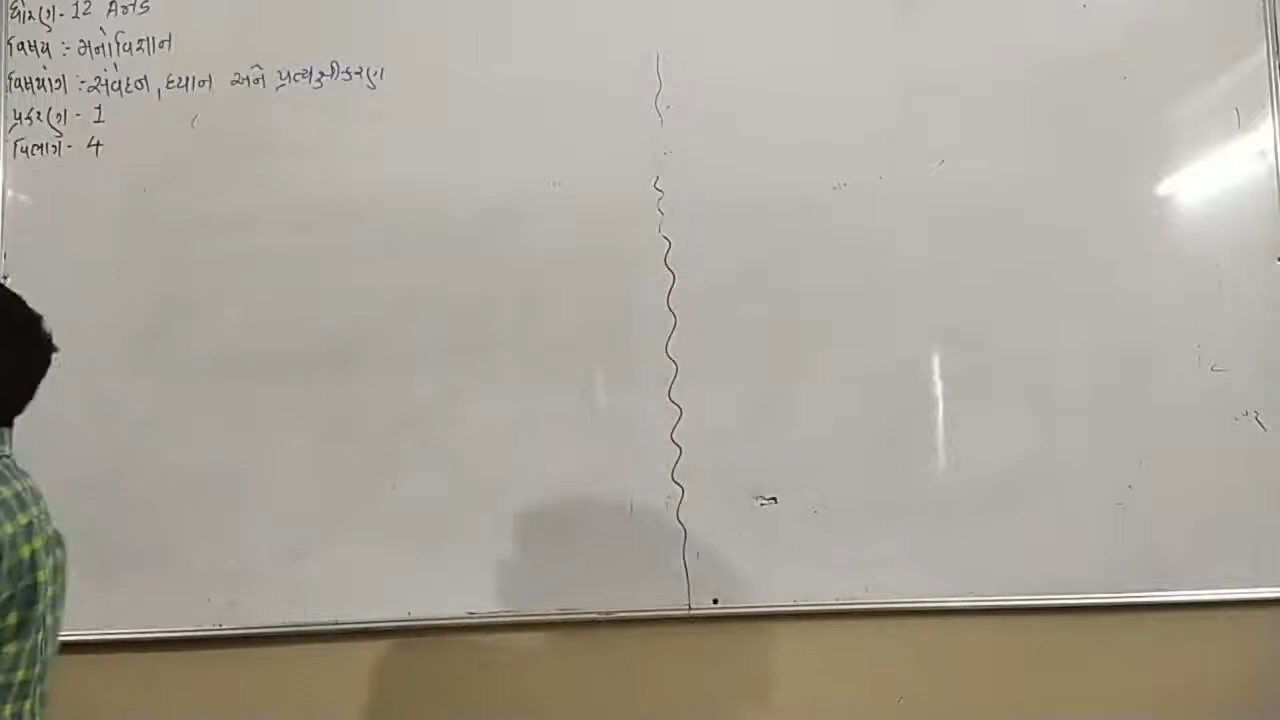 ધોરણ- 12 Arts
વિષય :- મનોવિજ્ઞાન
વિષયાંગ :- સંવેદન, ધ્યાન અને પ્રત્યક્ષીકરણ
પ્રકરણ - 1
વિભાગ- 4